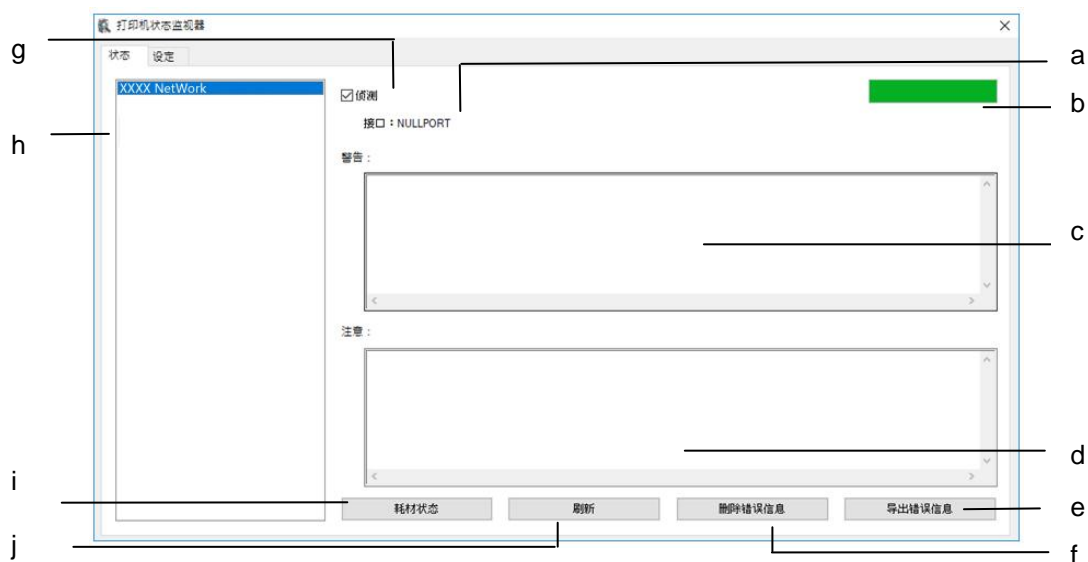 打印机状态监视器
状态 设定
g
a
XXXX NetWork
侦测
b
h
接口：NULLPORT
警告：
c
注意：
d
i
耗材状态 刷新 删除错误信息 导出错误信息
e
j
f